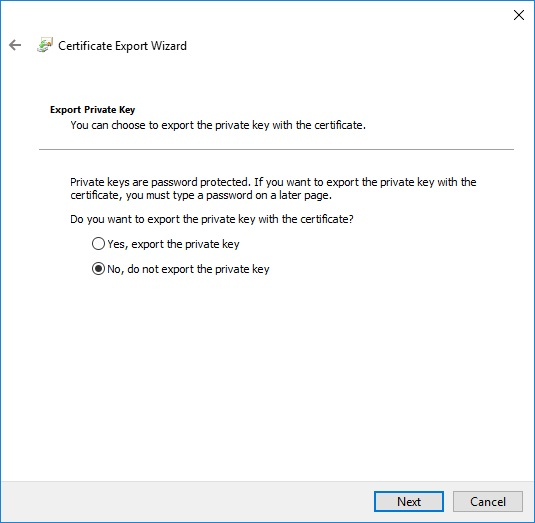 Certificate Export Wizard
Export Private Key
You can choose to export the private key with the certificate.
Private keys are password protected. If you want to export the private key with the
certificate, you must type a password on a later page.
Do you want to export the private key with the certificate?
Yes, export the private key
No, do not export the private key
Next
Cancel